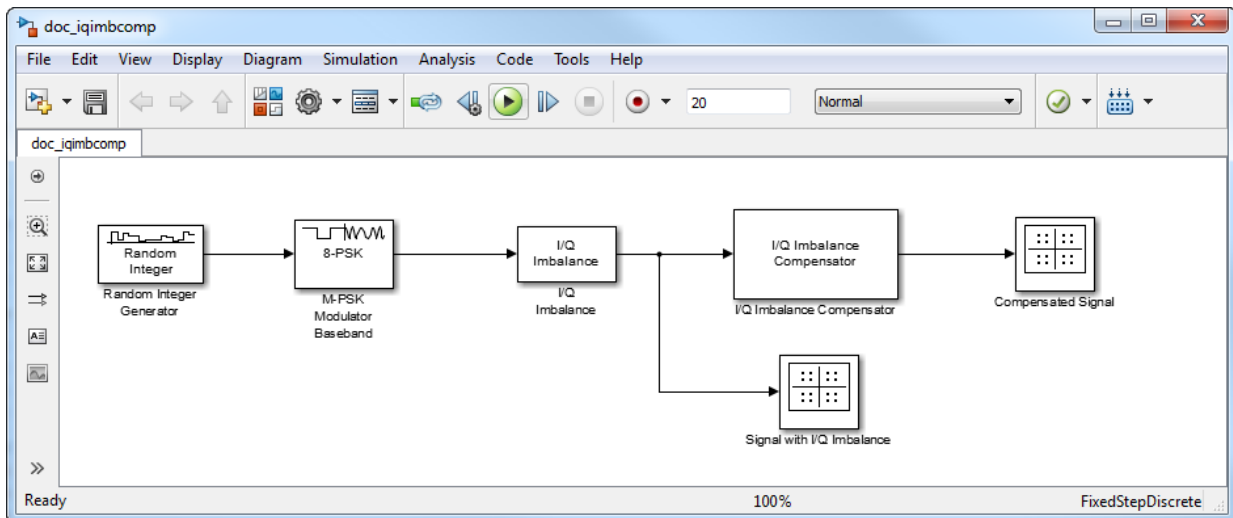 doc_iqimbcomp
File Edit View Display Diagram Simulation Analysis Code Tools Help
20 Normal
doc_iqimbcomp
Random
Integer
Random Integer
Generator
8-PSK
M-PSK
Modulator
Baseband
I/Q
Imbalance
I/Q
Imbalance
I/Q Imbalance
Compensator
I/Q Imbalance Compensator
Compensated Signal
Signal with I/Q Imbalance
Ready 100% FixedStepDiscrete